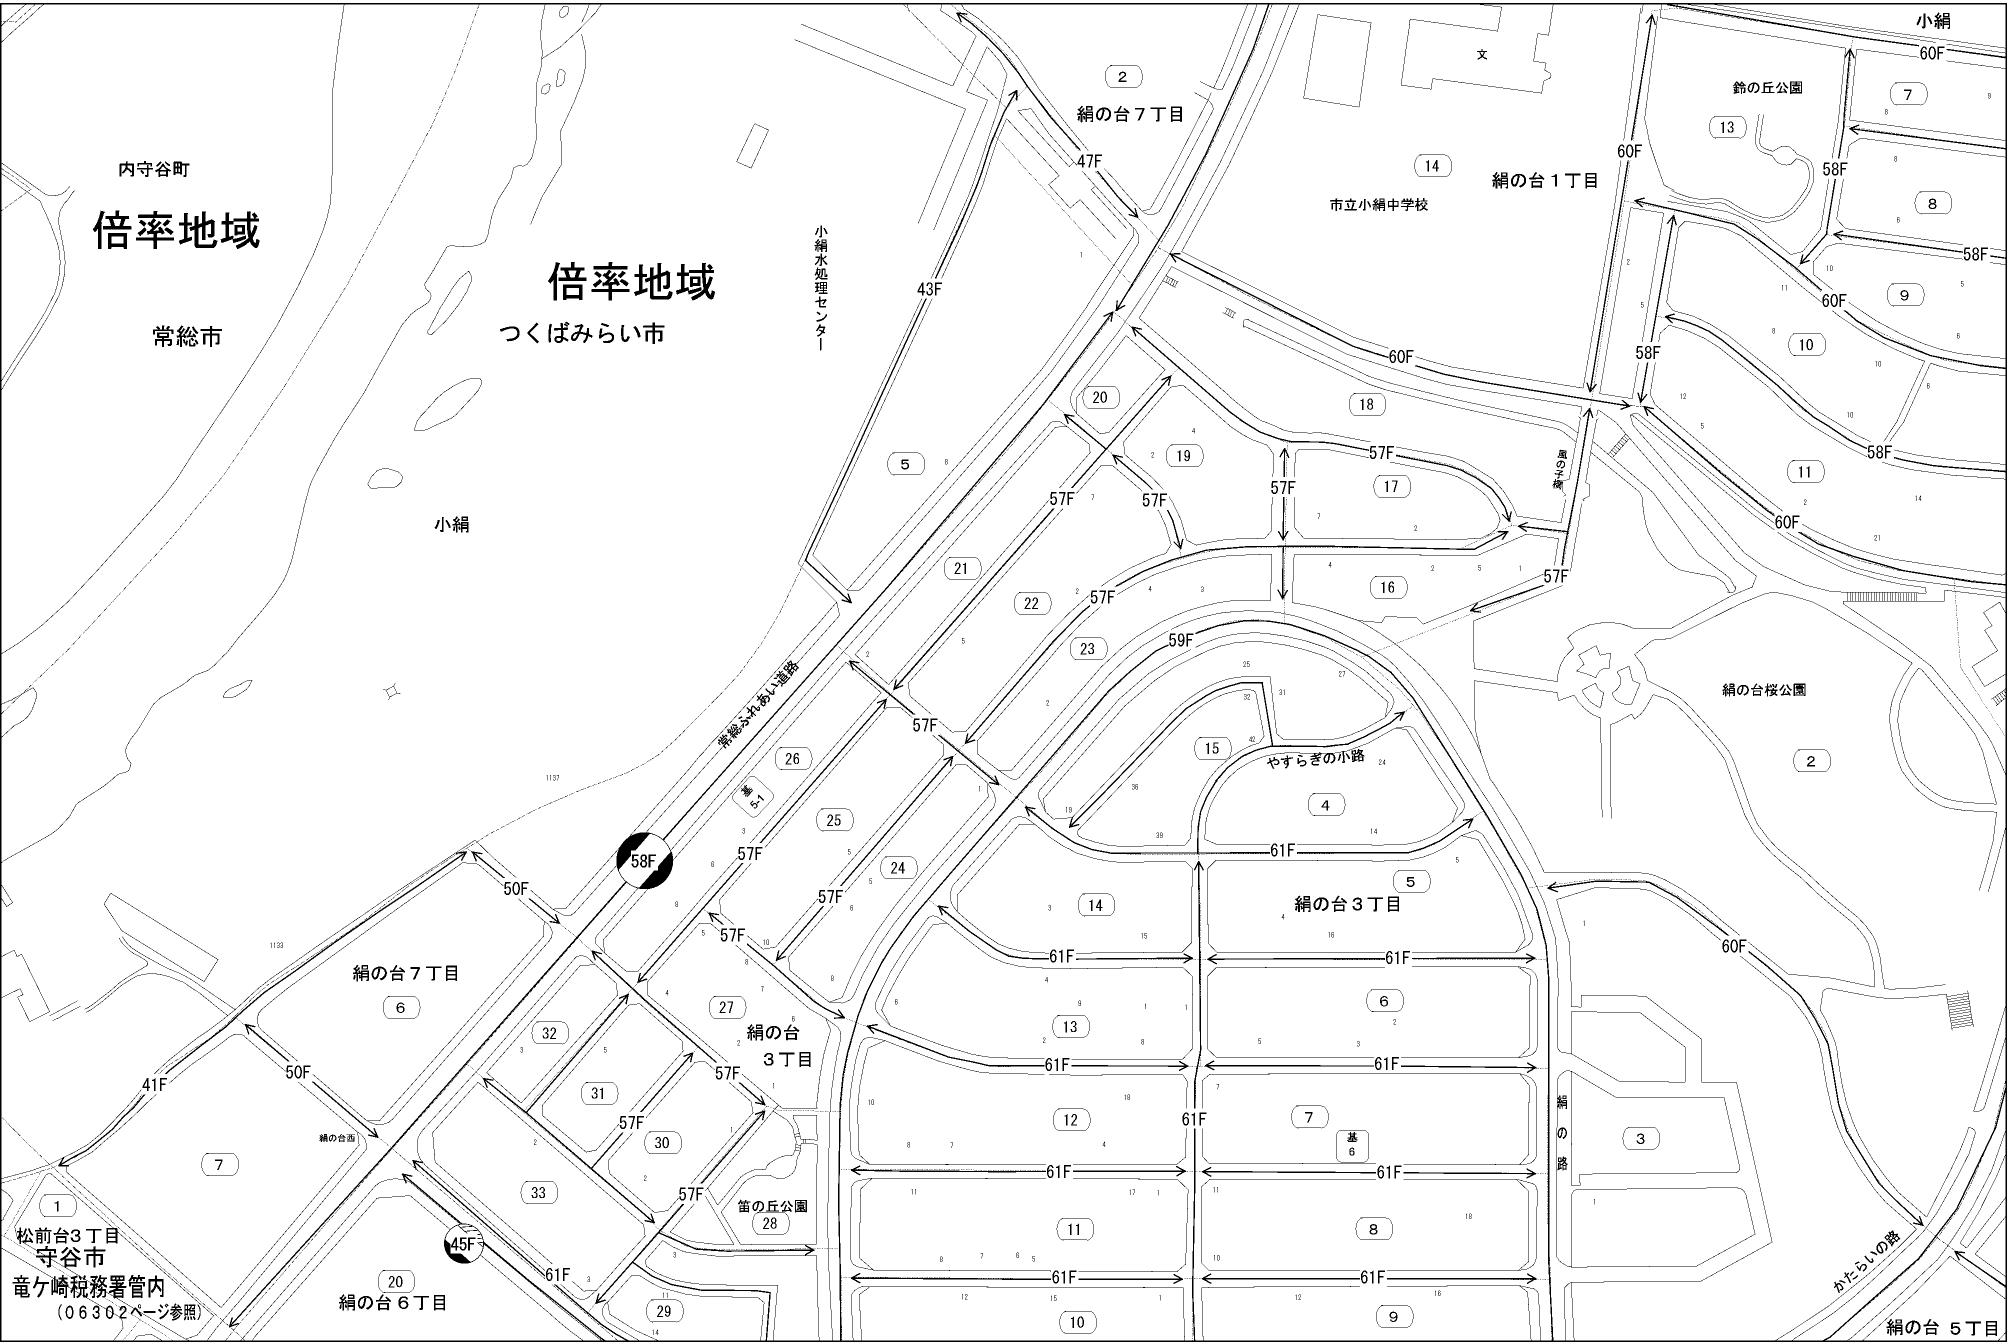 小絹
60F
文
鈴の丘公園
7
2
絹の台７丁目
13
内守谷町
47F
60F
14
絹の台１丁目
58F
8
市立小絹中学校
倍率地域
小絹水処理センター
58F
倍率地域
43F
9
60F
常総市
つくばみらい市
10
58F
60F
20
18
57F
58F
19
5
11
17
57F
57F
57F
風の子橋
小絹
60F
21
57F
16
22
57F
59F
23
常総ふれあい道路
絹の台桜公園
57F
15
26
やすらぎの小路
2
基
5-1
4
1137
25
57F
61F
58F
24
5
50F
57F
14
絹の台３丁目
57F
1133
60F
61F
61F
絹の台７丁目
6
27
6
32
13
絹の台
３丁目
50F
57F
61F
61F
41F
31
57F
12
61F
7
絹の路
絹の台西
30
基
6
3
7
61F
61F
57F
33
1
笛の丘公園
28
11
8
松前台３丁目
守谷市
45F
61F
61F
61F
竜ケ崎税務署管内
（０６３０２ページ参照）
20
絹の台６丁目
29
10
9
かたらいの路
絹の台 ５丁目